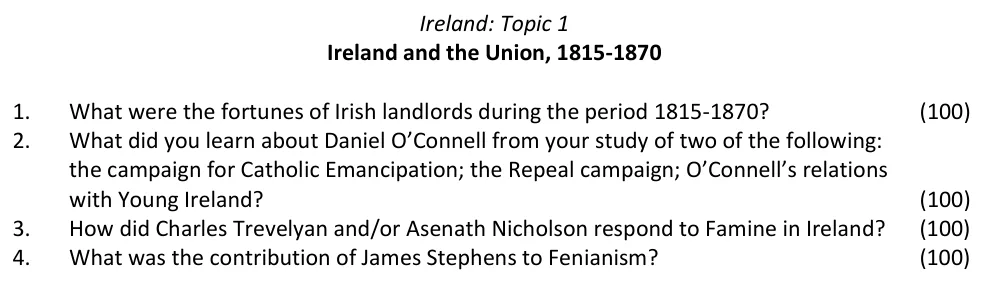 Ireland: Topic 1
Ireland and the Union, 1815-1870
1. What were the fortunes of Irish landlords during the period 1815-1870? (100)
2. What did you learn about Daniel O’Connell from your study of two of the following:
the campaign for Catholic Emancipation; the Repeal campaign; O’Connell’s relations
with Young Ireland? (100)
3. How did Charles Trevelyan and/or Asenath Nicholson respond to Famine in Ireland? (100)
4. What was the contribution of James Stephens to Fenianism? (100)